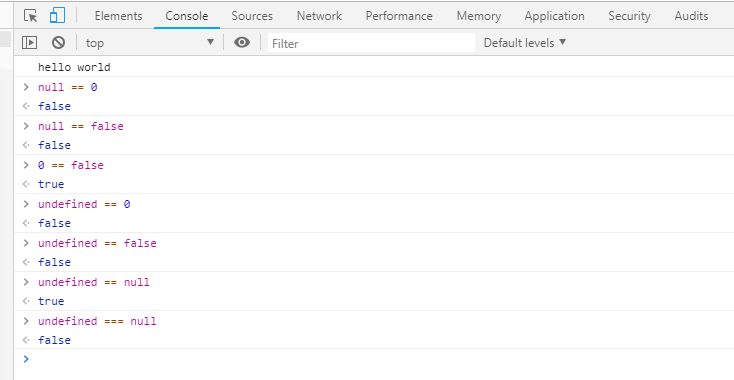 Elements Console Sources Network Performance Memory Application Security Audits
top Filter Default levels
hello world
null == 0
false
null == false
false
0 == false
true
undefined == 0
false
undefined == false
false
undefined == null
true
undefined === null
false